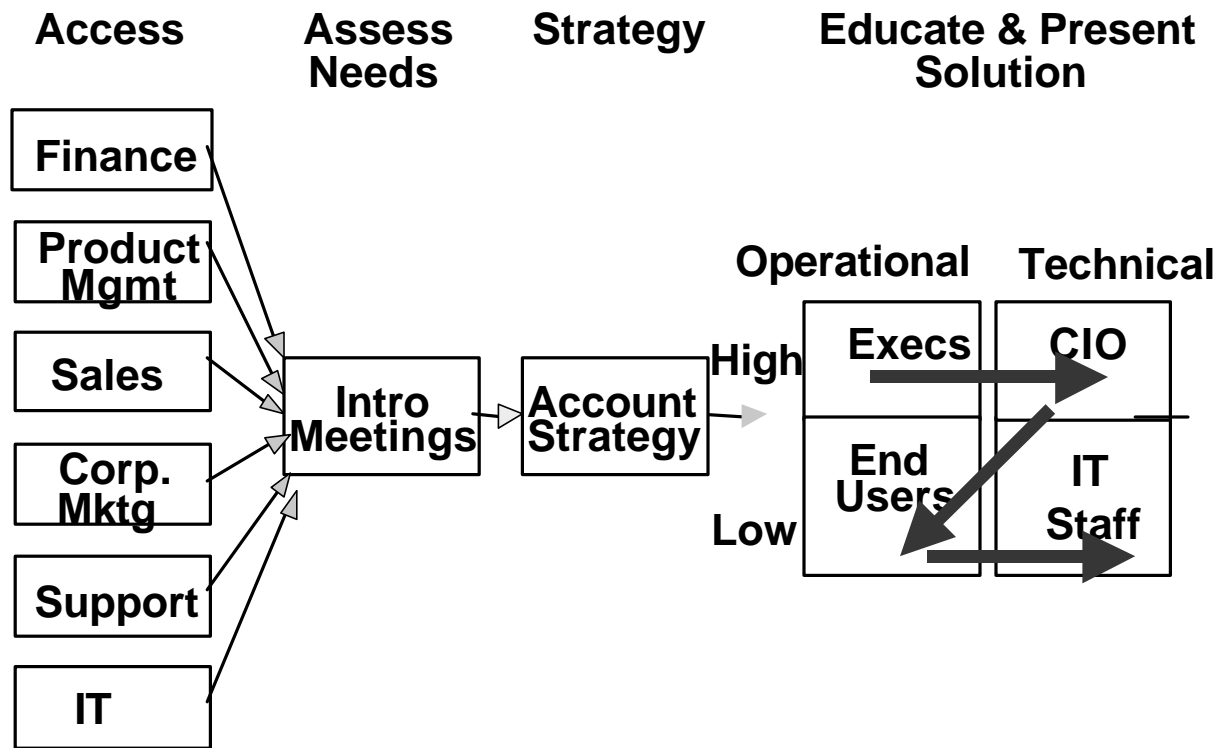 Access
Assess
Needs
Strategy
Educate & Present
Solution
Finance
Product
Mgmt
Sales
Corp.
Mktg
Support
IT
Intro
Meetings
Account
Strategy
Operational
Technical
High
Low
Execs
CIO
End
Users
IT
Staff